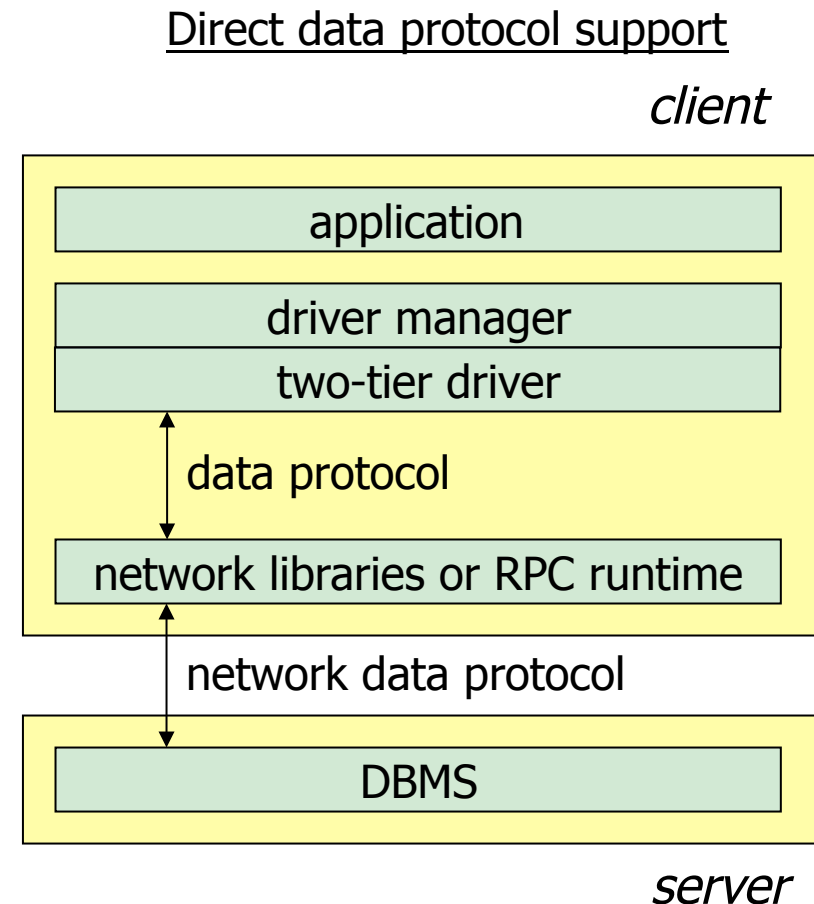 Direct data protocol support
client
application
driver manager
two-tier driver
data protocol
network libraries or RPC runtime
network data protocol
DBMS
server